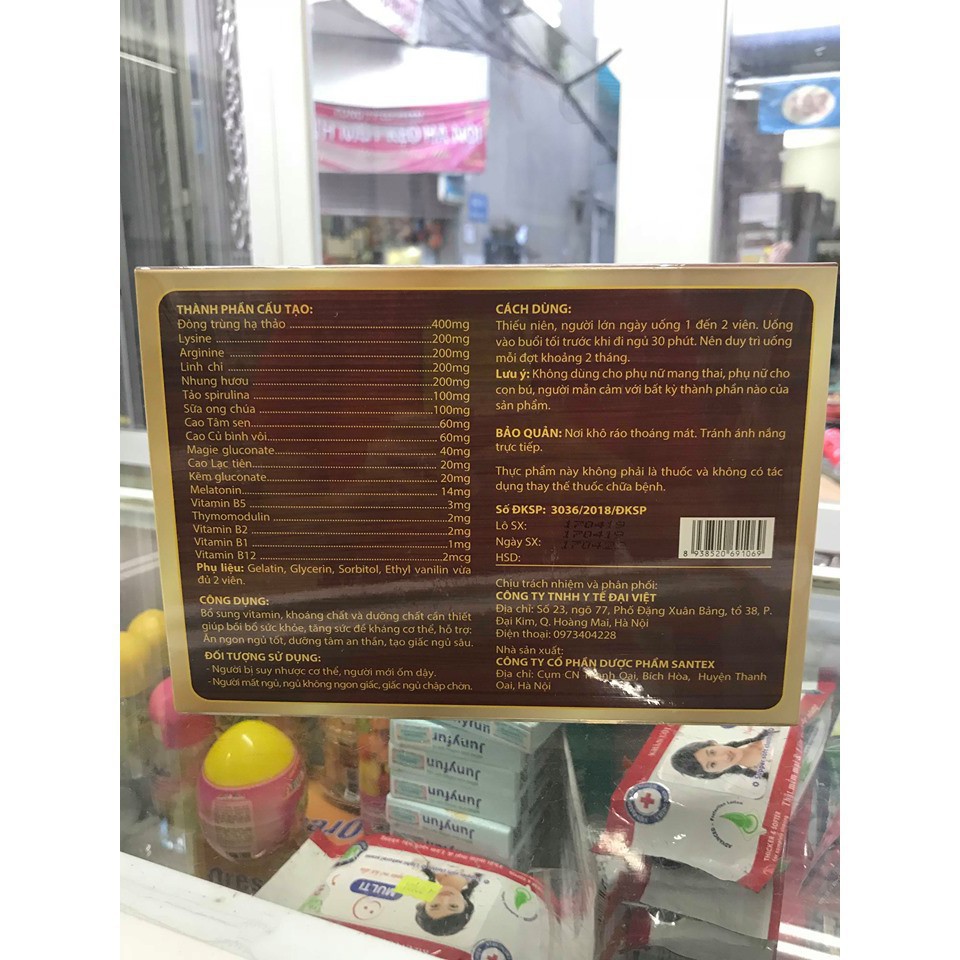 THÀNH PHẦN CẤU TẠO:
Đông trùng hạ thảo ... 400mg
Lysine ... 200mg
Arginine ... 200mg
Linh chỉ ... 200mg
Nhung hươu ... 200mg
Tảo spirulina ... 100mg
Sữa ong chúa ... 100mg
Cao Tâm sen ... 60mg
Cao Củ bình vôi ... 60mg
Magie gluconate ... 40mg
Cao Lạc tiên ... 20mg
Kẽm gluconate ... 20mg
Melatonin ... 14mg
Vitamin B5 ... 3mg
Thymomodulin ... 2mg
Vitamin B2 ... 2mg
Vitamin B1 ... 1mg
Vitamin B12 ... 2mcg
Phụ liệu: Gelatin, Glycerin, Sorbitol, Ethyl vanilin vừa
đủ 2 viên.
CÔNG DỤNG:
Bổ sung vitamin, khoáng chất và dưỡng chất cần thiết
giúp bồi bổ sức khỏe, tăng sức đề kháng cơ thể, hỗ trợ:
Ăn ngon ngủ tốt, dưỡng tâm an thần, tạo giấc ngủ sâu.
ĐỐI TƯỢNG SỬ DỤNG:
- Người bị suy nhược cơ thể, người mới ốm dậy.
- Người mất ngủ, ngủ không ngon giấc, giấc ngủ chập chờn.
CÁCH DÙNG:
Thiếu niên, người lớn ngày uống 1 đến 2 viên. Uống
vào buổi tối trước khi đi ngủ 30 phút. Nên duy trì uống
mỗi đợt khoảng 2 tháng.
Lưu ý: Không dùng cho phụ nữ mang thai, phụ nữ cho
con bú, người mẫn cảm với bất kỳ thành phần nào của
sản phẩm.
BẢO QUẢN: Nơi khô ráo thoáng mát. Tránh ánh nắng
trực tiếp.
Thực phẩm này không phải là thuốc và không có tác
dụng thay thế thuốc chữa bệnh.
Số ĐKSP: 3036/2018/ĐKSP
Lô SX: 170419
Ngày SX: 170419
HSD: 170422
8 938520 691069
Chịu trách nhiệm và phân phối:
CÔNG TY TNHH Y TẾ ĐẠI VIỆT
Địa chỉ: Số 23, ngõ 77, Phố Đặng Xuân Bảng, tổ 38, P.
Đại Kim, Q. Hoàng Mai, Hà Nội
Điện thoại: 0973404228
Nhà sản xuất:
CÔNG TY CỔ PHẦN DƯỢC PHẨM SANTEX
Địa chỉ: Cụm CN Thanh Oai, Bích Hòa, Huyện Thanh
Oai, Hà Nội
Junyfun
Junyfun
Junyfun
MULTI
THICKER & SOFTER